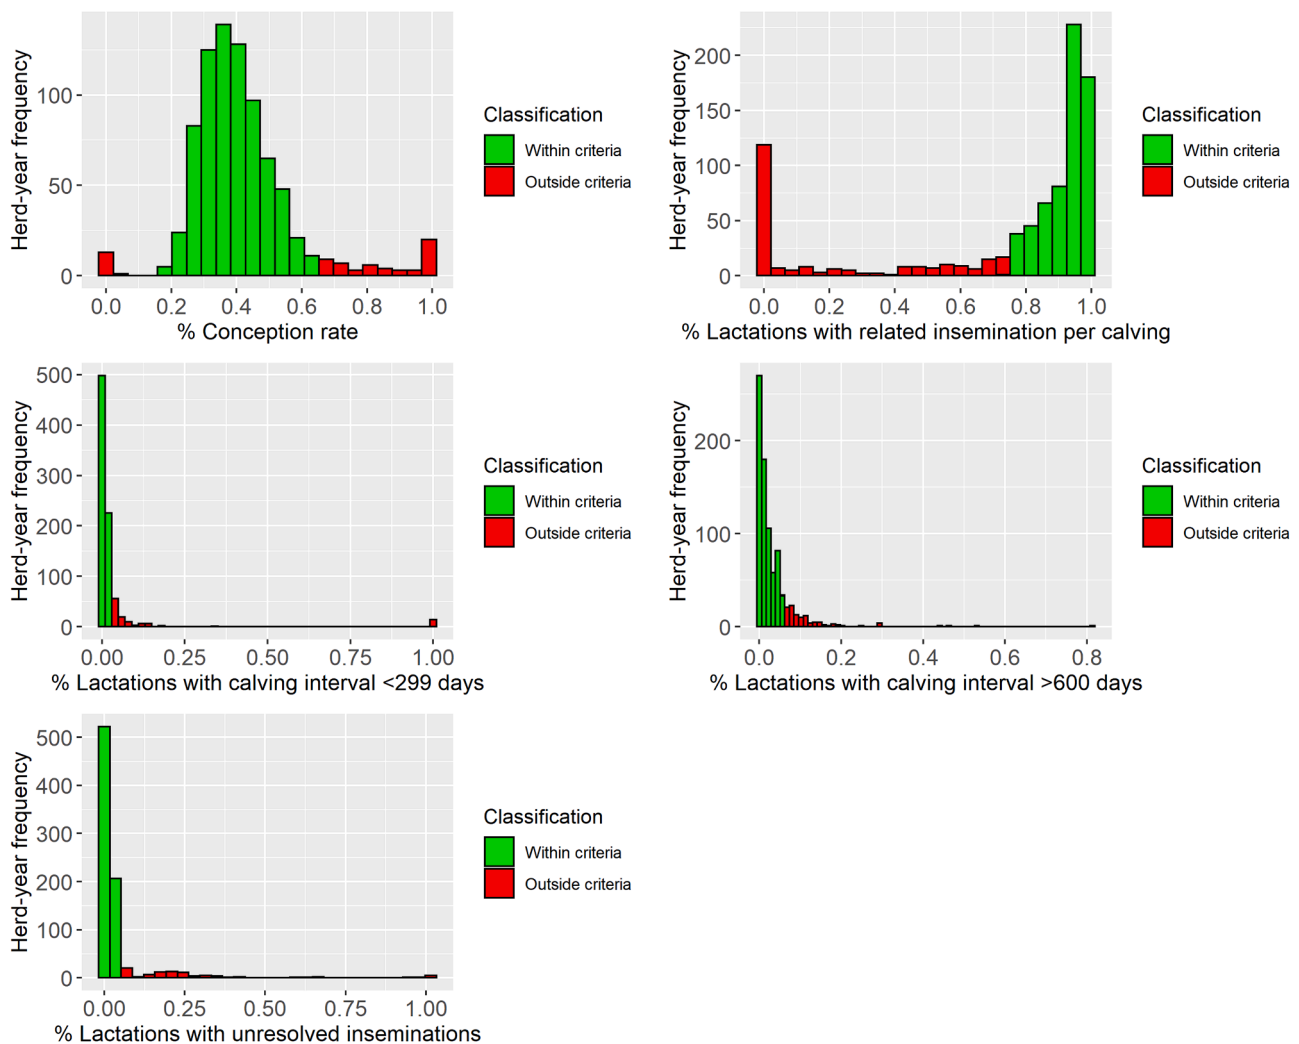 Herd-year frequency
100
50
0
0.0 0.2 0.4 0.6 0.8 1.0
% Conception rate
Classification
Within criteria
Outside criteria
Herd-year frequency
200
150
100
50
0
0.0 0.2 0.4 0.6 0.8 1.0
% Lactations with related insemination per calving
Classification
Within criteria
Outside criteria
Herd-year frequency
500
400
300
200
100
0
0.00 0.25 0.50 0.75 1.00
% Lactations with calving interval <299 days
Classification
Within criteria
Outside criteria
Herd-year frequency
200
100
0
0.0 0.2 0.4 0.6 0.8
% Lactations with calving interval >600 days
Classification
Within criteria
Outside criteria
Herd-year frequency
500
400
300
200
100
0
0.00 0.25 0.50 0.75 1.00
% Lactations with unresolved inseminations
Classification
Within criteria
Outside criteria